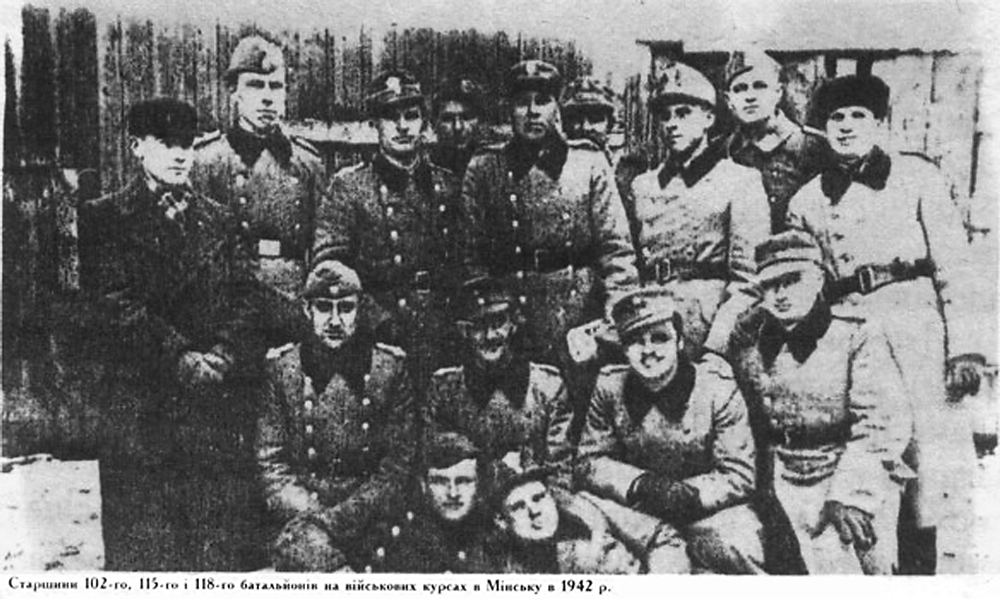 Старшини 102-го, 115-го і 118-го батальйонів на військових курсах в Мінську в 1942 р.